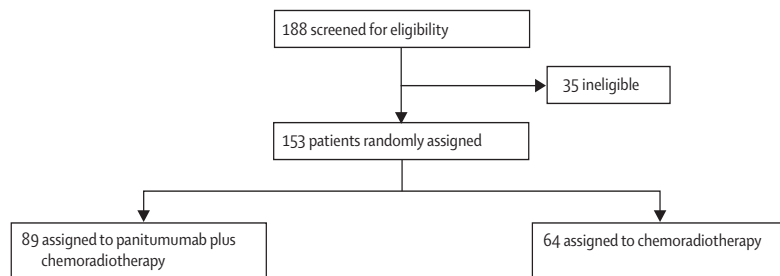 188 screened for eligibility
35 ineligible
153 patients randomly assigned
89 assigned to panitumumab plus
chemoradiotherapy
64 assigned to chemoradiotherapy